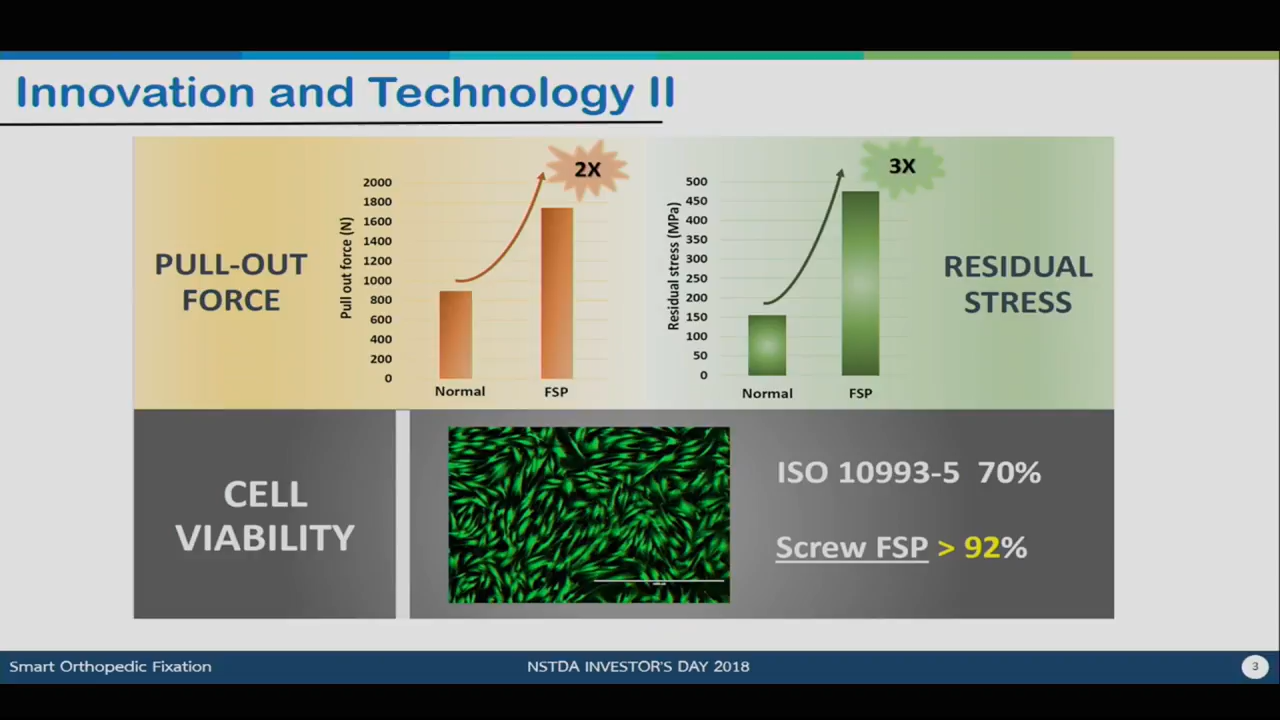 Innovation and Technology II
PULL-OUT
FORCE
Pull out force (N)
2000
1800
1600
1400
1200
1000
800
600
400
200
0
Normal
FSP
2X
Residual stress (MPa)
500
450
400
350
300
250
200
150
100
50
0
Normal
FSP
3X
RESIDUAL
STRESS
CELL
VIABILITY
ISO 10993-5 70%
Screw FSP > 92%
Smart Orthopedic Fixation
NSTDA INVESTOR'S DAY 2018
3